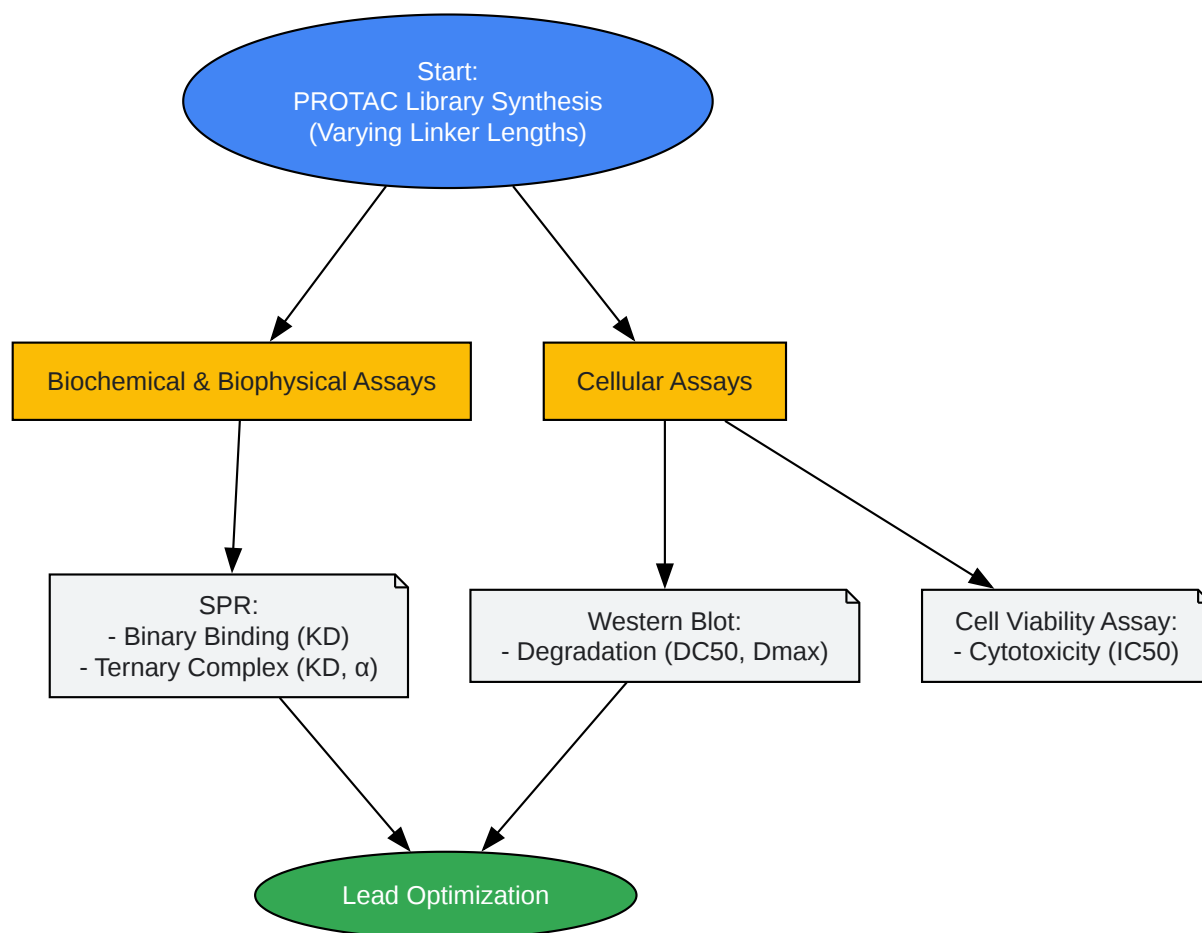 Start:
PROTAC Library Synthesis
(Varying Linker Lengths)
Biochemical & Biophysical Assays
Cellular Assays
SPR:
- Binary Binding (KD)
- Ternary Complex (KD, α)
Western Blot:
- Degradation (DC50, Dmax)
Cell Viability Assay:
- Cytotoxicity (IC50)
Lead Optimization